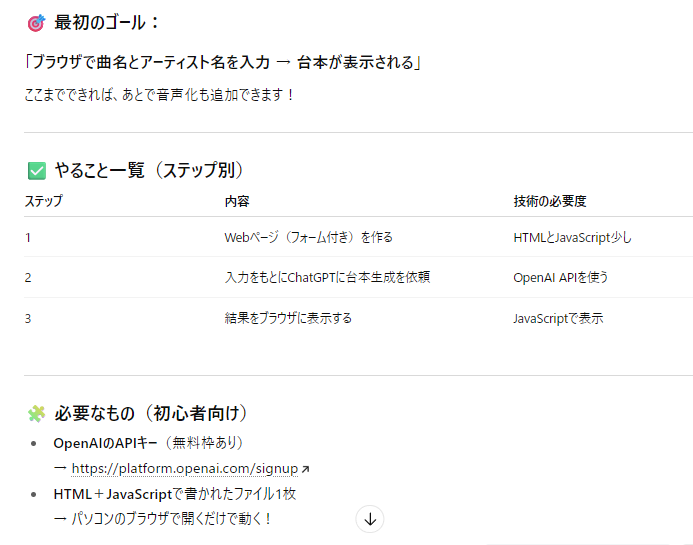 🎯 最初のゴール：
「ブラウザで曲名とアーティスト名を入力 → 台本が表示される」
ここまでできれば、あとで音声化も追加できます！
✅ やること一覧（ステップ別）
ステップ 内容 技術の必要度
1 Webページ（フォーム付き）を作る HTMLとJavaScript少し
2 入力をもとにChatGPTに台本生成を依頼 OpenAI APIを使う
3 結果をブラウザに表示する JavaScriptで表示
🧩 必要なもの（初心者向け）
• OpenAIのAPIキー（無料枠あり）
→ https://platform.openai.com/signup↗
• HTML＋JavaScriptで書かれたファイル1枚
→ パソコンのブラウザで開くだけで動く！